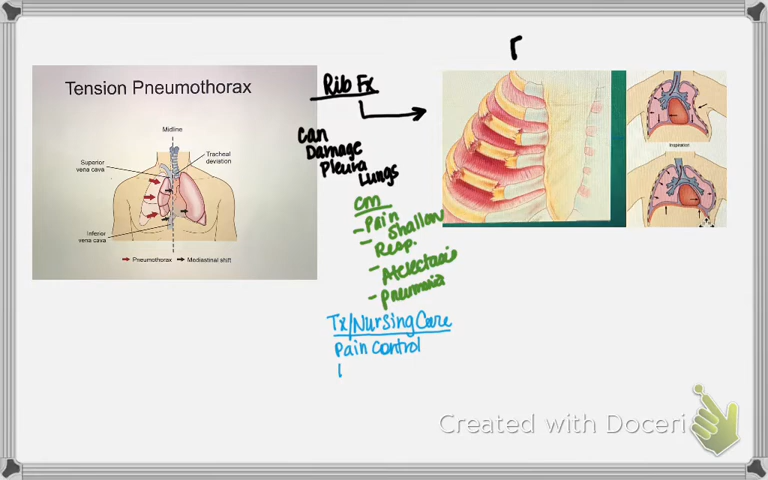 Tension Pneumothorax
Midline
Superior
vena cava
Tracheal
deviation
Inferior
vena cava
Pneumothorax
Mediastinal shift
Rib Fx
Can
Damage
Pleura
Lungs
cm
- Pain
- Shallow
Resp.
- Atelectasis
- Pneumonia
Tx/Nursing Care
Pain Control
Inspiration
Created with Doceri